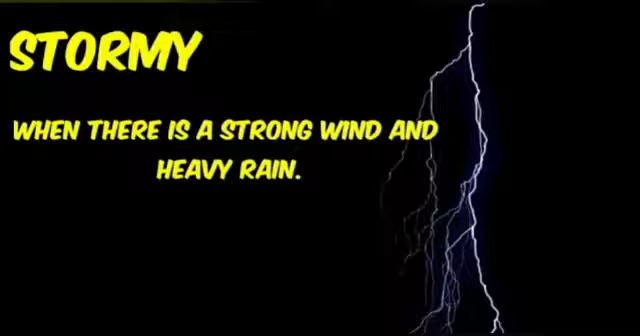 STORMY
WHEN THERE IS A STRONG WIND AND
HEAVY RAIN.